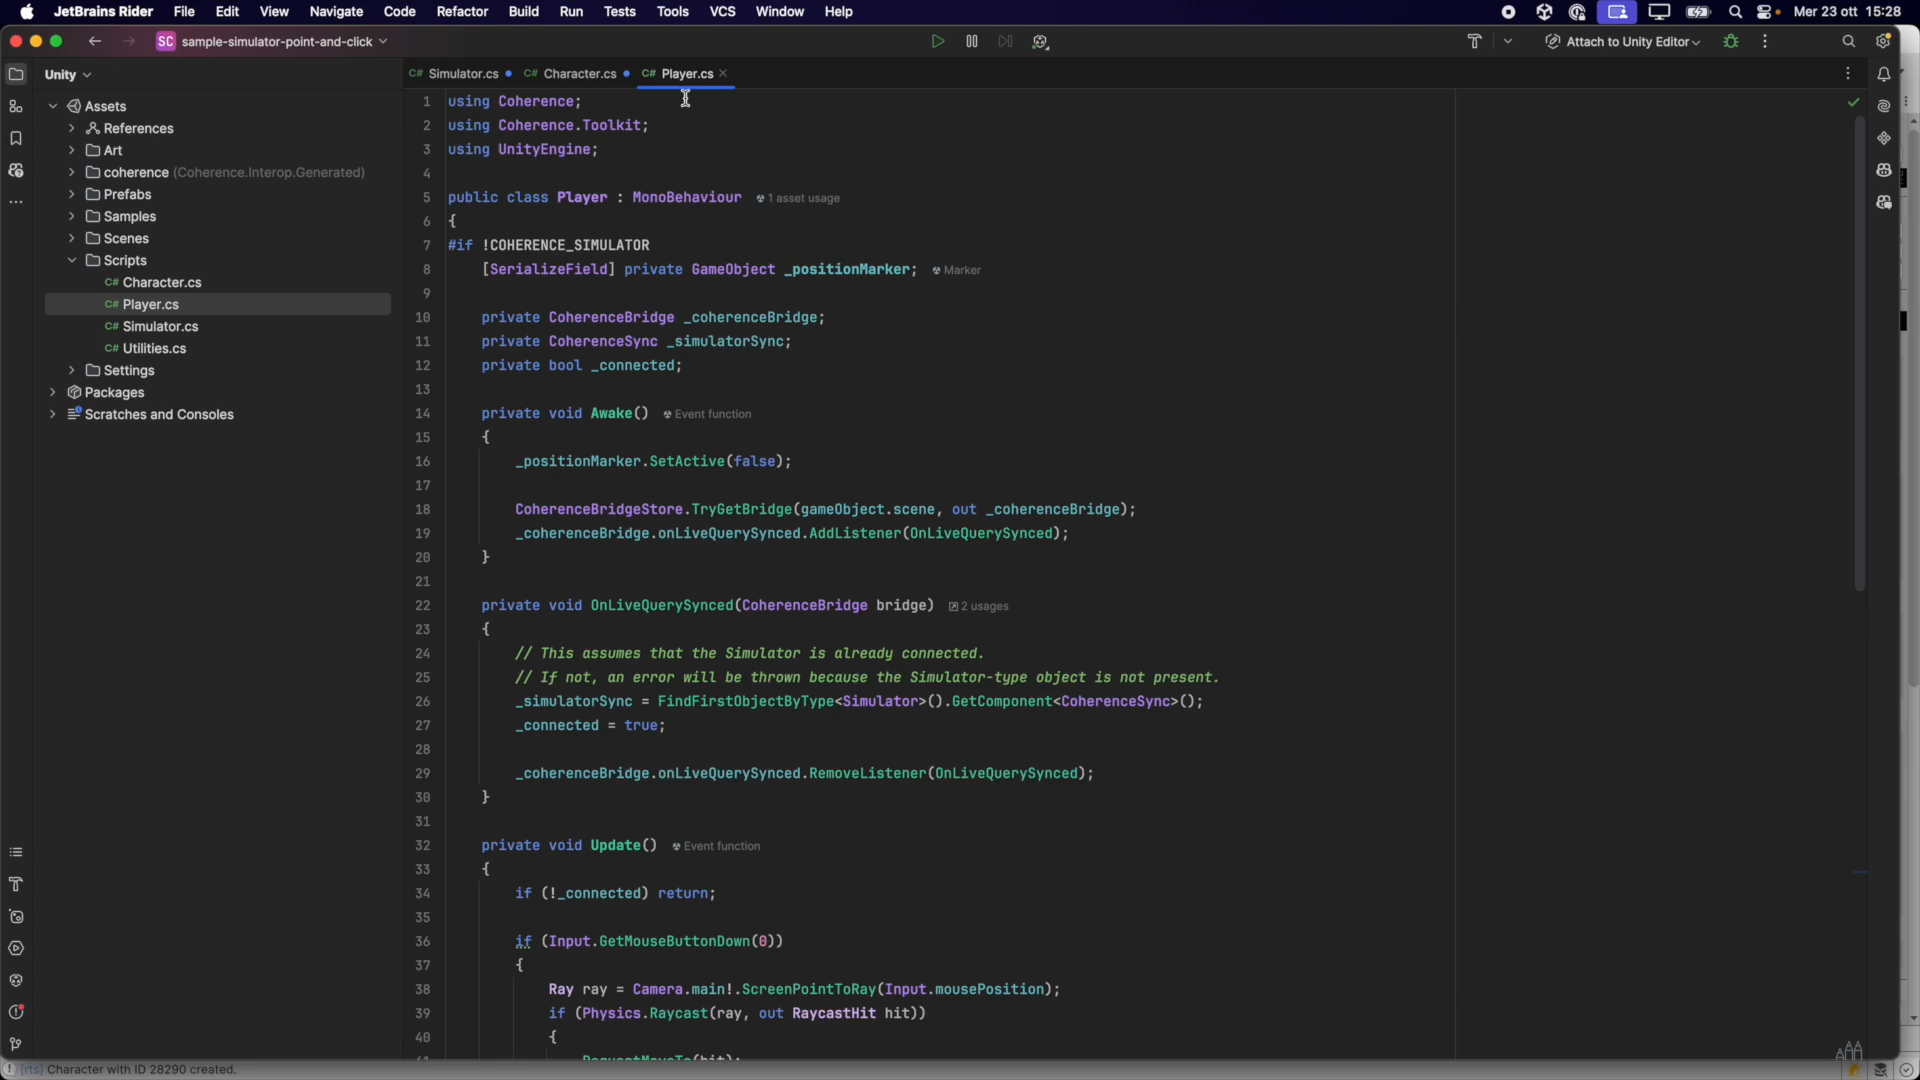 JetBrains Rider File Edit View Navigate Code Refactor Build Run Tests Tools VCS Window Help Mer 23 ott 15:28
SC sample-simulator-point-and-click Attach to Unity Editor
Unity
C# Simulator.cs C# Character.cs C# Player.cs
Assets
References
Art
coherence (Coherence.Interop.Generated)
Prefabs
Samples
Scenes
Scripts
C# Character.cs
C# Player.cs
C# Simulator.cs
C# Utilities.cs
Settings
Packages
Scratches and Consoles
1 using Coherence;
2 using Coherence.Toolkit;
3 using UnityEngine;
4
5 public class Player : MonoBehaviour 1 asset usage
6 {
7 #if !COHERENCE_SIMULATOR
8 [SerializeField] private GameObject _positionMarker; Marker
9
10 private CoherenceBridge _coherenceBridge;
11 private CoherenceSync _simulatorSync;
12 private bool _connected;
13
14 private void Awake() Event function
15 {
16 _positionMarker.SetActive(false);
17
18 CoherenceBridgeStore.TryGetBridge(gameObject.scene, out _coherenceBridge);
19 _coherenceBridge.onLiveQuerySynced.AddListener(OnLiveQuerySynced);
20 }
21
22 private void OnLiveQuerySynced(CoherenceBridge bridge) 2 usages
23 {
24 // This assumes that the Simulator is already connected.
25 // If not, an error will be thrown because the Simulator-type object is not present.
26 _simulatorSync = FindFirstObjectByType<Simulator>().GetComponent<CoherenceSync>();
27 _connected = true;
28
29 _coherenceBridge.onLiveQuerySynced.RemoveListener(OnLiveQuerySynced);
30 }
31
32 private void Update() Event function
33 {
34 if (!_connected) return;
35
36 if (Input.GetMouseButtonDown(0))
37 {
38 Ray ray = Camera.main!.ScreenPointToRay(Input.mousePosition);
39 if (Physics.Raycast(ray, out RaycastHit hit))
40 {
41 RequestMoveTo(hit);
[rts] Character with ID 28290 created.